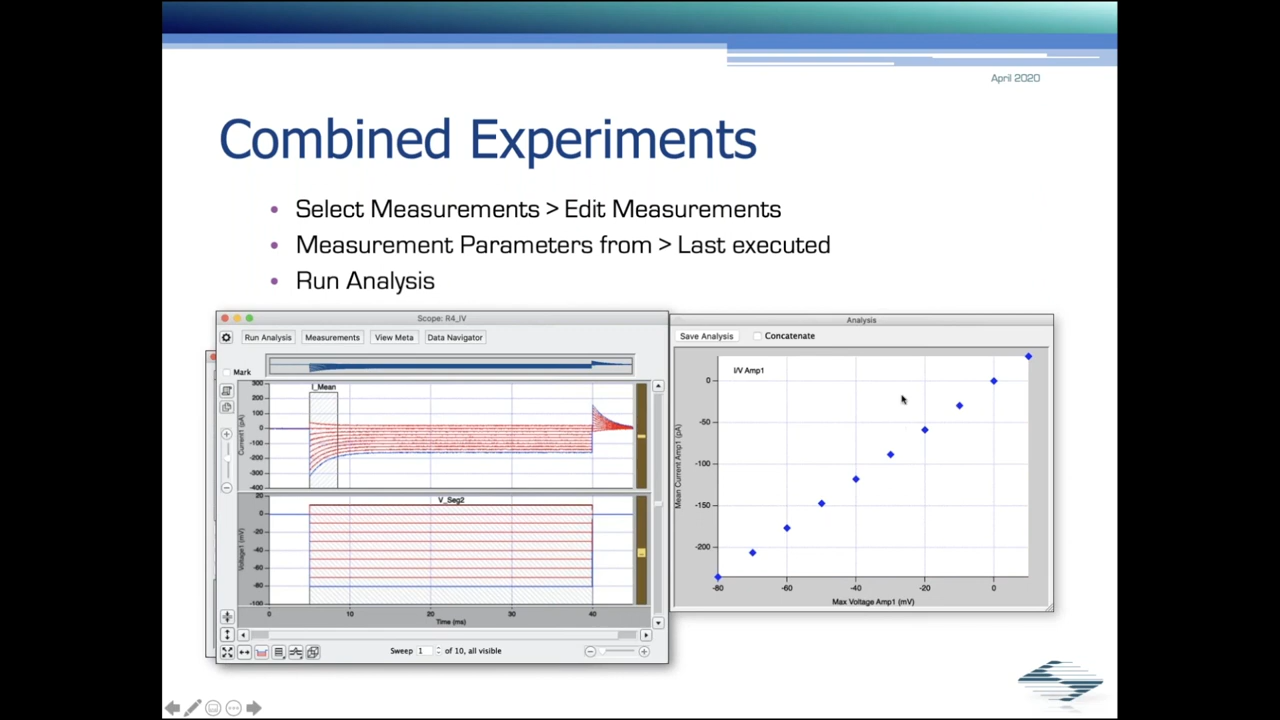 April 2020
Combined Experiments
• Select Measurements > Edit Measurements
• Measurement Parameters from > Last executed
• Run Analysis
Scope: R4_IV
Run Analysis Measurements View Meta Data Navigator
Mark
I_Mean
300
200
100
0
-100
-200
-300
-400
Current1 (pA)
V_Seg2
20
0
-20
-40
-60
-80
-100
Voltage1 (mV)
0 10 20 30 40
Time (ms)
Sweep 1 of 10, all visible
Analysis
Save Analysis Concatenate
I/V Amp1
0
-50
-100
-150
-200
Mean Current Amp1 (pA)
-80 -60 -40 -20 0
Max Voltage Amp1 (mV)